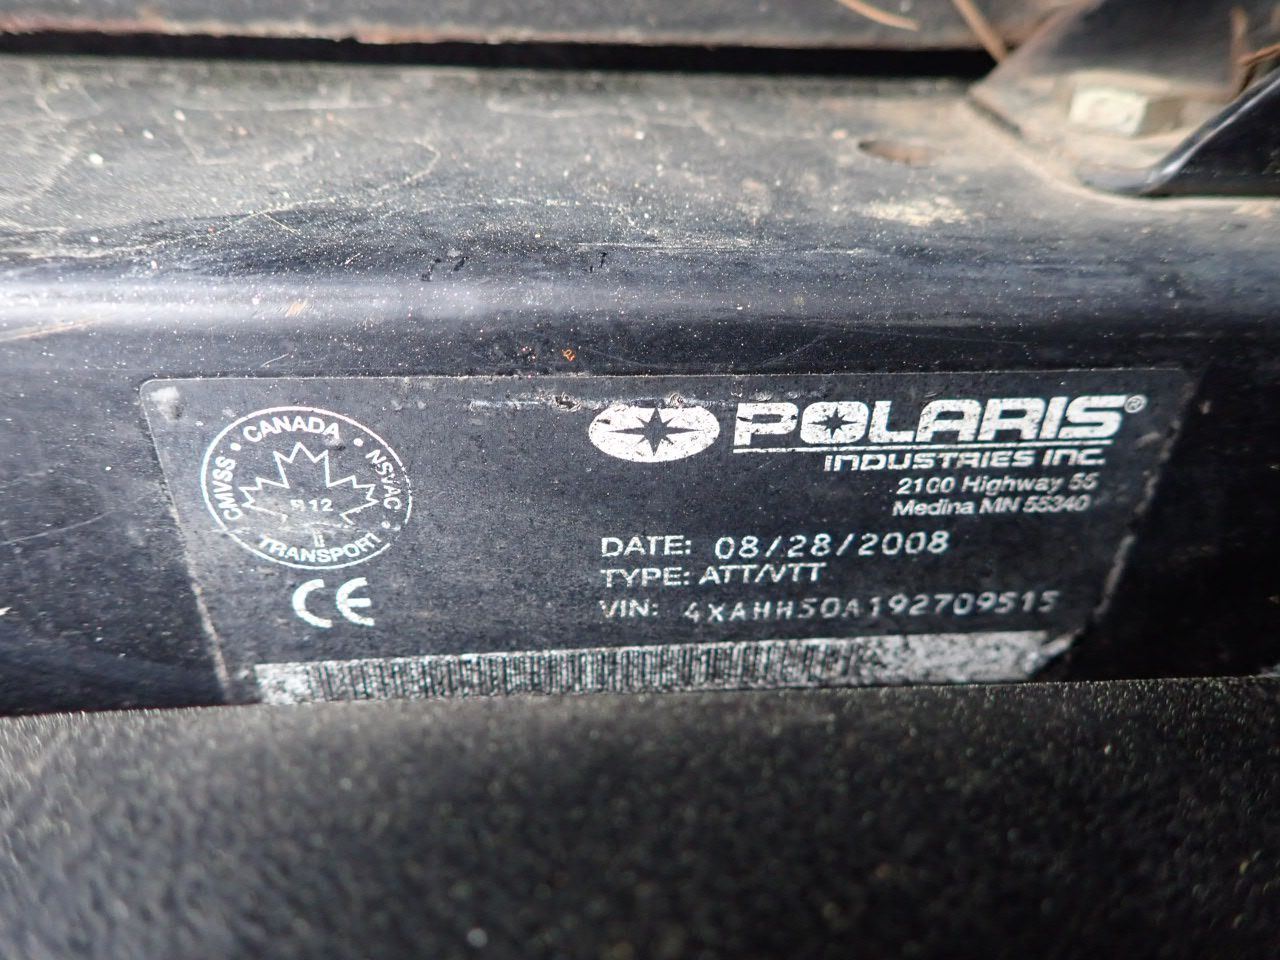 CANADA
CMVSS • NSVAC
R12
TRANSPORT
CE
POLARIS®
INDUSTRIES INC.
2100 Highway 55
Medina MN 55340
DATE: 08/28/2008
TYPE: ATT/VTT
VIN: 4XAHH50A192709515